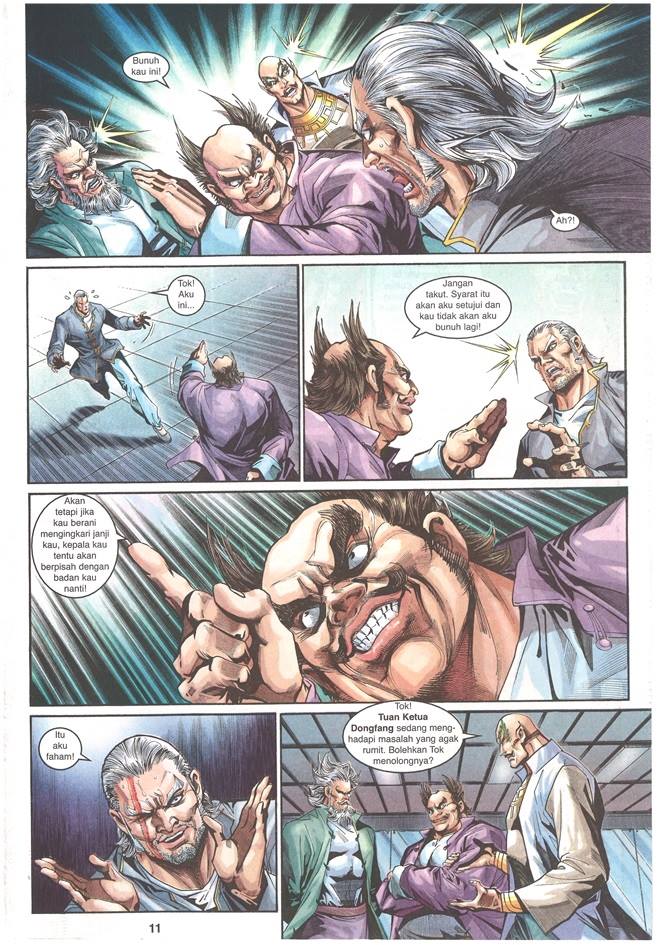 Bunuh
kau ini!
Ah?!
Tok!
Aku
ini...
Jangan
takut. Syarat itu
akan aku setujui dan
kau tidak akan aku
bunuh lagi!
Akan
tetapi jika
kau berani
mengingkari janji
kau, kepala kau
tentu akan
berpisah dengan
badan kau
nanti!
Itu
aku
faham!
Tok!
Tuan Ketua
Dongfang sedang meng-
hadapi masalah yang agak
rumit. Bolehkan Tok
menolongnya?
11